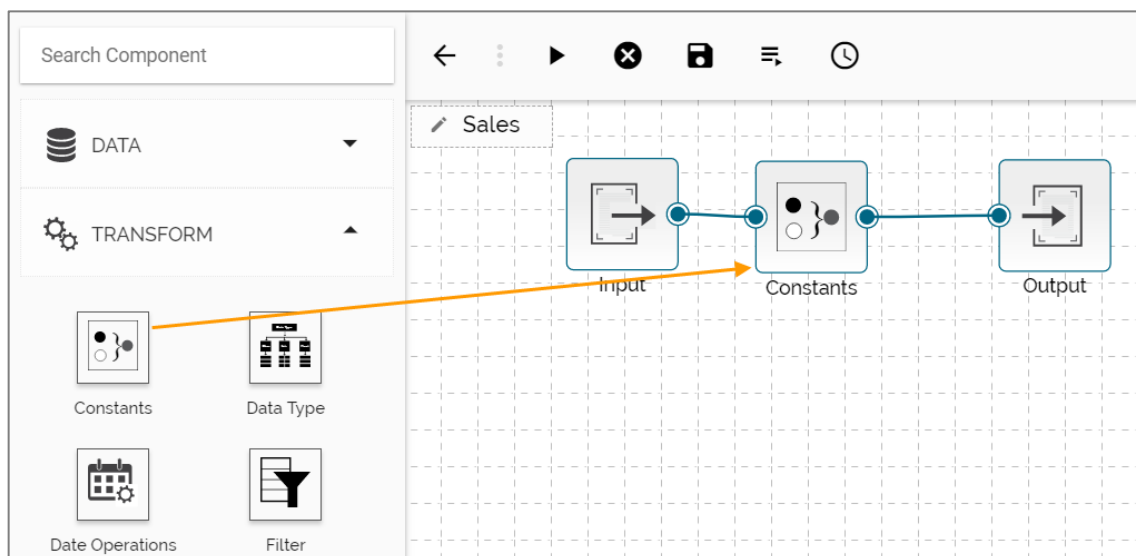 Search Component
DATA
TRANSFORM
Constants
Data Type
Date Operations
Filter
Sales
Input
Constants
Output